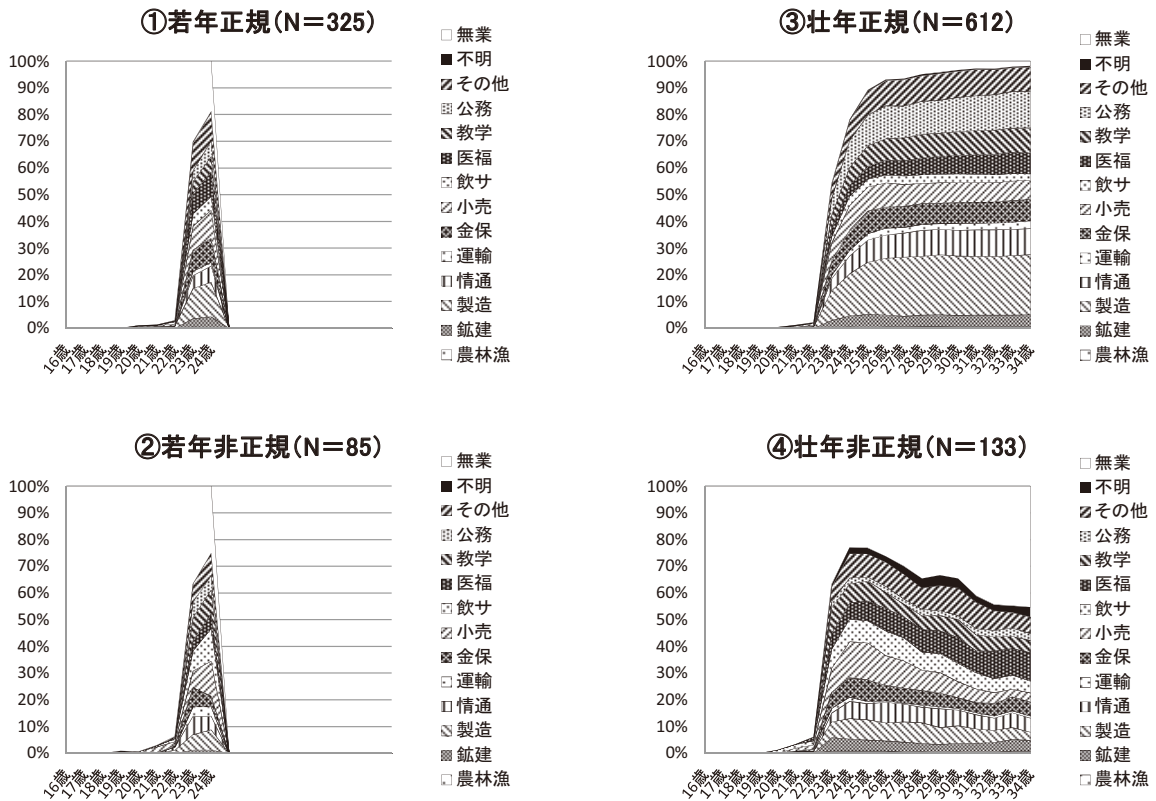 ①若年正規(N＝325)
100%
90%
80%
70%
60%
50%
40%
30%
20%
10%
0%
16歳
17歳
18歳
19歳
20歳
21歳
22歳
23歳
24歳
無業
不明
その他
公務
教学
医福
飲サ
小売
金保
運輸
情通
製造
鉱建
農林漁
③壮年正規(N＝612)
100%
90%
80%
70%
60%
50%
40%
30%
20%
10%
0%
16歳
17歳
18歳
19歳
20歳
21歳
22歳
23歳
24歳
25歳
26歳
27歳
28歳
29歳
30歳
31歳
32歳
33歳
34歳
無業
不明
その他
公務
教学
医福
飲サ
小売
金保
運輸
情通
製造
鉱建
農林漁
②若年非正規(N＝85)
100%
90%
80%
70%
60%
50%
40%
30%
20%
10%
0%
16歳
17歳
18歳
19歳
20歳
21歳
22歳
23歳
24歳
無業
不明
その他
公務
教学
医福
飲サ
小売
金保
運輸
情通
製造
鉱建
農林漁
④壮年非正規(N＝133)
100%
90%
80%
70%
60%
50%
40%
30%
20%
10%
0%
16歳
17歳
18歳
19歳
20歳
21歳
22歳
23歳
24歳
25歳
26歳
27歳
28歳
29歳
30歳
31歳
32歳
33歳
34歳
無業
不明
その他
公務
教学
医福
飲サ
小売
金保
運輸
情通
製造
鉱建
農林漁